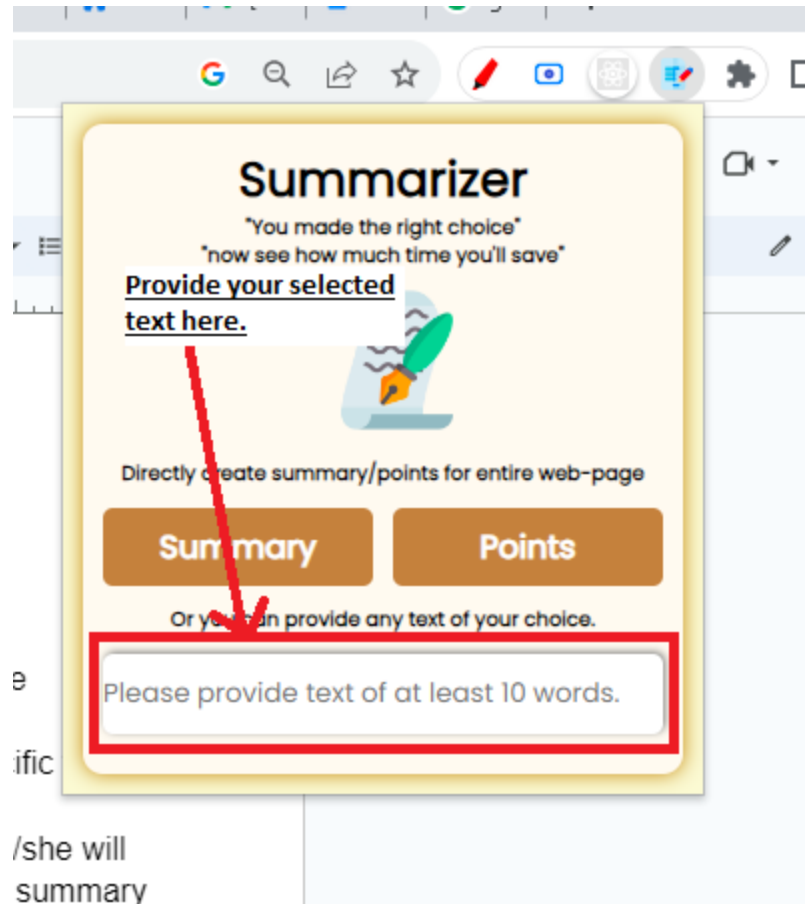 Summarizer
"You made the right choice"
"now see how much time you'll save"
Provide your selected
text here.
Directly create summary/points for entire web-page
Summary
Points
Or you can provide any text of your choice.
Please provide text of at least 10 words.
/she will
summary